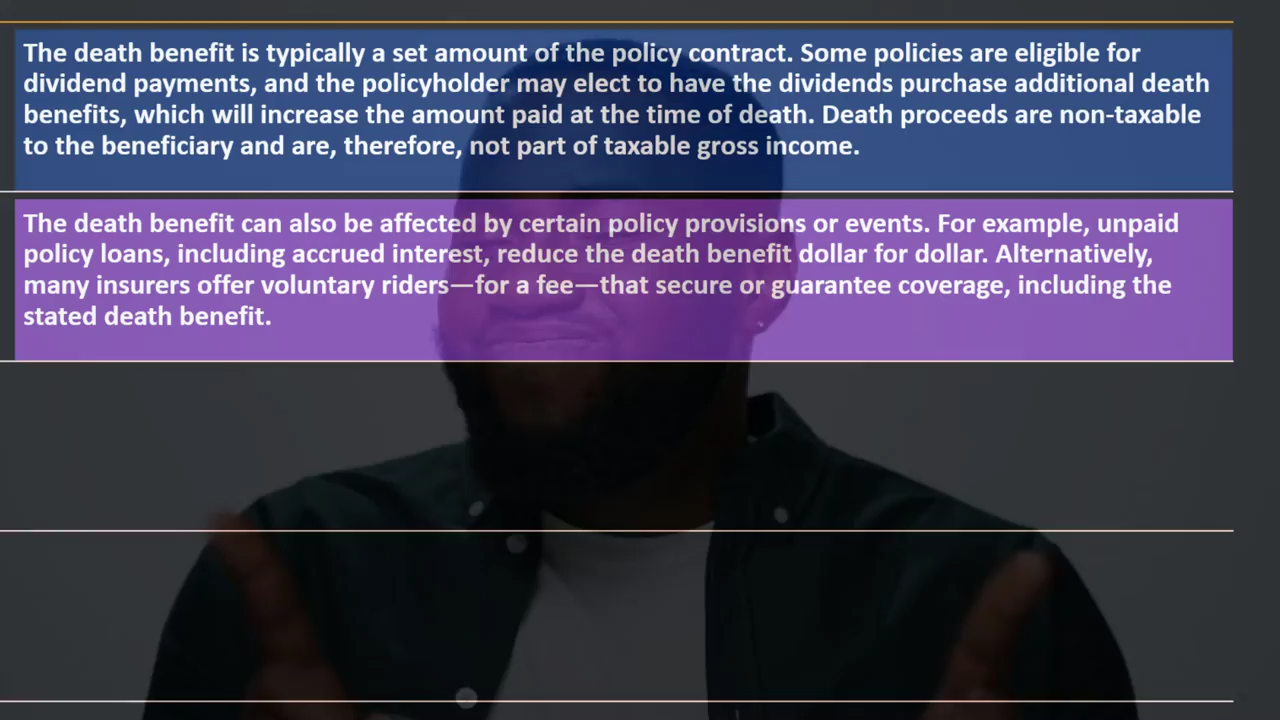 The death benefit is typically a set amount of the policy contract. Some policies are eligible for
dividend payments, and the policyholder may elect to have the dividends purchase additional death
benefits, which will increase the amount paid at the time of death. Death proceeds are non-taxable
to the beneficiary and are, therefore, not part of taxable gross income.
The death benefit can also be affected by certain policy provisions or events. For example, unpaid
policy loans, including accrued interest, reduce the death benefit dollar for dollar. Alternatively,
many insurers offer voluntary riders—for a fee—that secure or guarantee coverage, including the
stated death benefit.